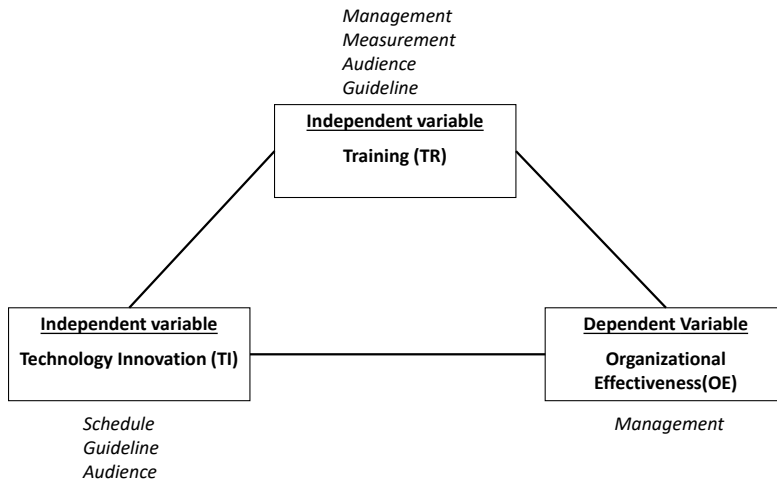 Management
Measurement
Audience
Guideline
Independent variable
Training (TR)
Independent variable
Technology Innovation (TI)
Schedule
Guideline
Audience
Dependent Variable
Organizational
Effectiveness(OE)
Management